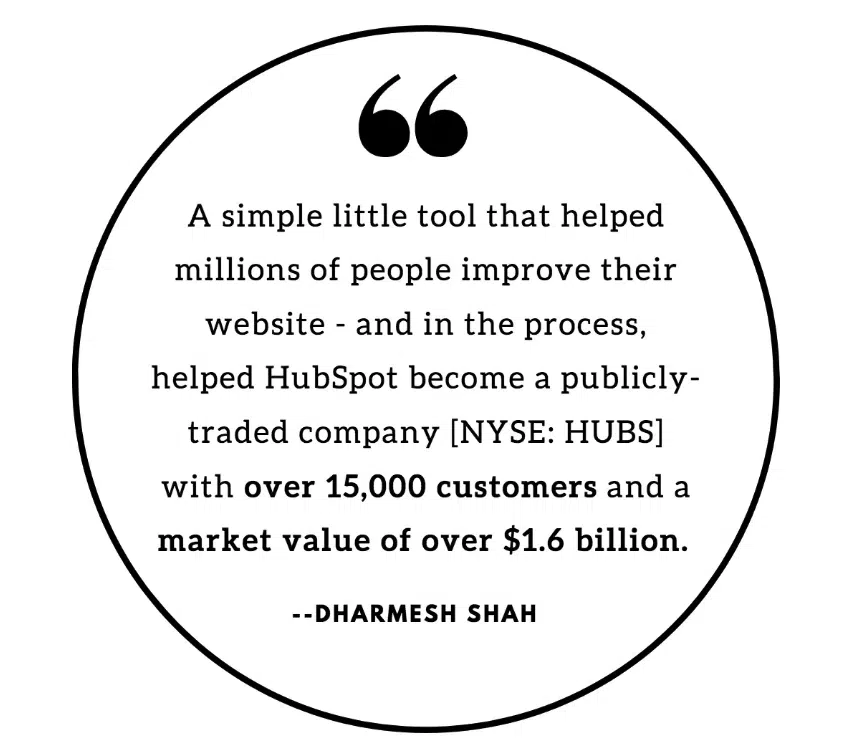 “
A simple little tool that helped
millions of people improve their
website - and in the process,
helped HubSpot become a publicly-
traded company [NYSE: HUBS]
with over 15,000 customers and a
market value of over $1.6 billion.
--DHARMESH SHAH